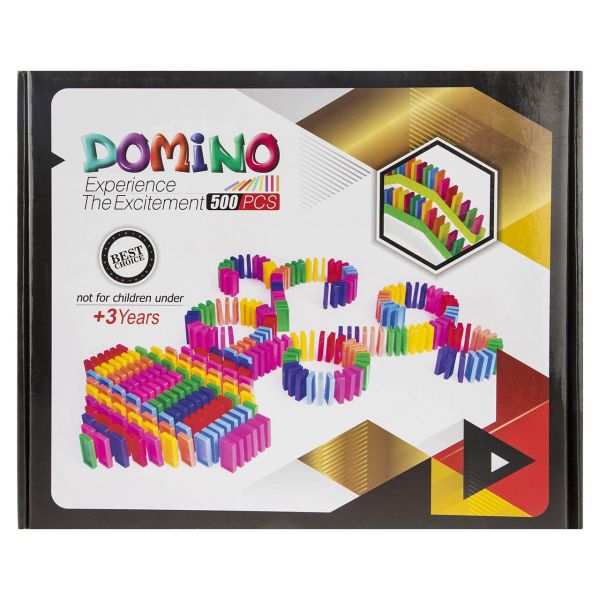 DOMiNO
Experience
The Excitement 500 PCS
BEST
CHOICE
not for children under
+3 Years